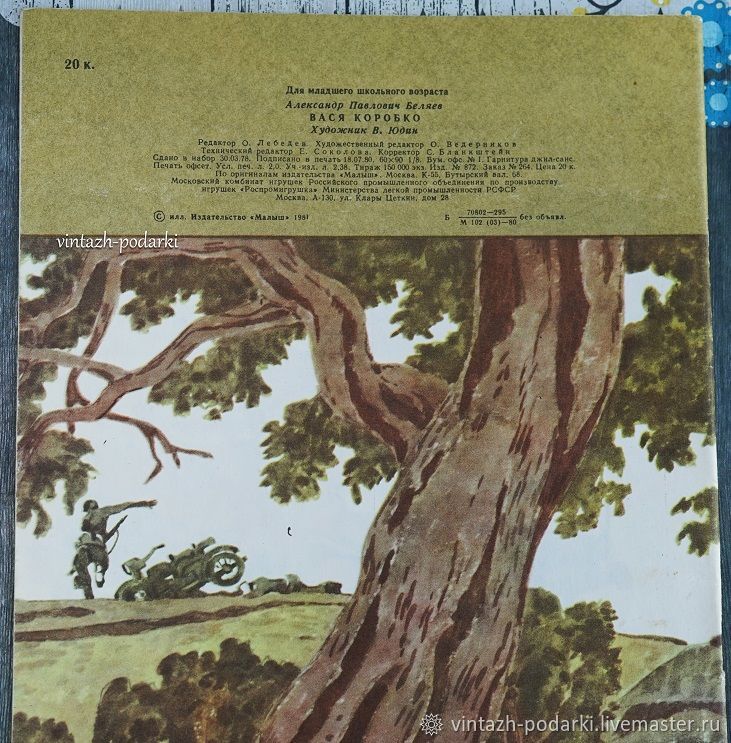 20 к.
Для младшего школьного возраста
Александр Павлович Беляев
ВАСЯ КОРОБКО
Художник В. Юдин
Редактор О. Лебедев. Художественный редактор О. Ведерников
Технический редактор Е. Соколова. Корректор С. Бланкштейн
Сдано в набор 30.03.78. Подписано в печать 18.07.80. 60×90 1/8. Бум. офс. № 1. Гарнитура джил-санс.
Печать офсет. Усл. печ. л. 2,0. Уч.-изд. л. 2,38. Тираж 150 000 экз. Изд. № 872. Заказ № 264. Цена 20 к.
По оригиналам издательства «Малыш». Москва. К-55. Бутырский вал, 68.
Московский комбинат игрушек Российского промышленного объединения по производству
игрушек «Роспромигрушка» Министерства легкой промышленности РСФСР
Москва. А-130, ул. Клары Цеткин, дом 28
© илл. Издательство «Малыш» 1981
Б 70802—295 без объявл.
М 102 (03)—80
vintazh-podarki
vintazh-podarki.livemaster.ru